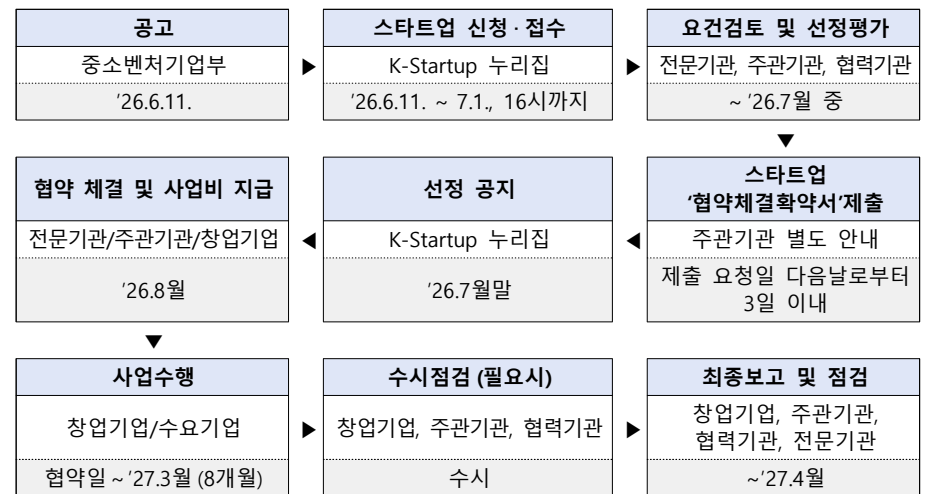 공고
중소벤처기업부
'26.6.11.
▶
스타트업 신청·접수
K-Startup 누리집
'26.6.11. ~ 7.1., 16시까지
▶
요건검토 및 선정평가
전문기관, 주관기관, 협력기관
~ '26.7월 중
▼
스타트업
'협약체결확약서'제출
주관기관 별도 안내
제출 요청일 다음날로부터
3일 이내
◀
선정 공지
K-Startup 누리집
'26.7월말
◀
협약 체결 및 사업비 지급
전문기관/주관기관/창업기업
'26.8월
▼
사업수행
창업기업/수요기업
협약일 ~ '27.3월 (8개월)
▶
수시점검 (필요시)
창업기업, 주관기관, 협력기관
수시
▶
최종보고 및 점검
창업기업, 주관기관,
협력기관, 전문기관
~'27.4월